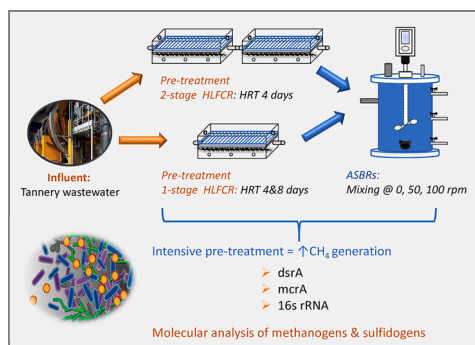 Pre-treatment
2-stage HLFCR: HRT 4 days
Influent:
Tannery wastewater
Pre-treatment
1-stage HLFCR: HRT 4&8 days
ASBRs:
Mixing @ 0, 50, 100 rpm
Intensive pre-treatment = ↑CH₄ generation
➢ dsrA
➢ mcrA
➢ 16s rRNA
Molecular analysis of methanogens & sulfidogens